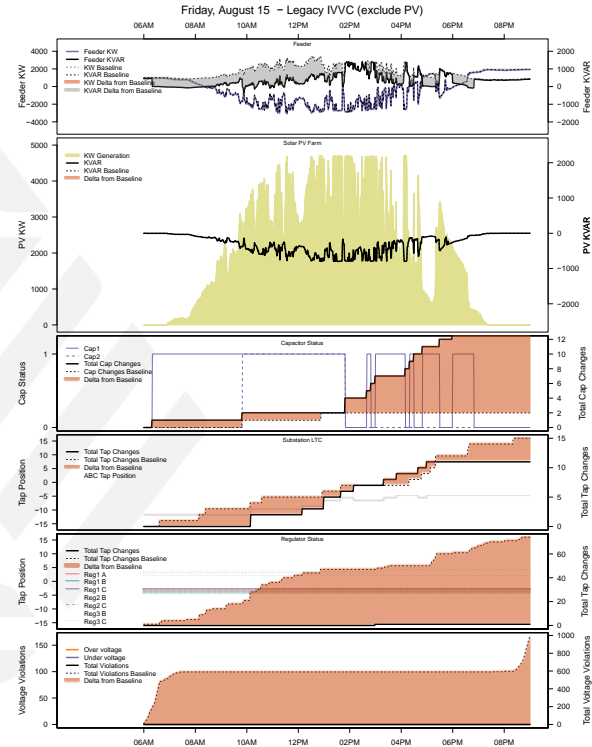 Friday, August 15 − Legacy IVVC (exclude PV)
06AM 08AM 10AM 12PM 02PM 04PM 06PM
Feeder
Feeder KW
Feeder KVAR
KW Baseline
KVAR Baseline
KW Delta from Baseline
KVAR Delta from Baseline
4000
2000
0
−2000
−4000
Feeder KW
2000
1000
0
−1000
−2000
Feeder KVAR
Solar PV Farm
KW Generation
KVAR
KVAR Baseline
Delta from Baseline
5000
4000
3000
2000
1000
0
PV KW
2000
1000
0
−1000
−2000
PV KVAR
Capacitor Status
Cap1
Cap2
Total Cap Changes
Cap Changes Baseline
Delta from Baseline
1
0
Cap Status
12
10
8
6
4
2
0
Total Cap Changes
Substation LTC
Total Tap Changes
Total Tap Changes Baseline
Delta from Baseline
ABC Tap Position
15
10
5
0
−5
−10
−15
Tap Position
15
10
5
0
Total Tap Changes
Regulator Status
Total Tap Changes
Total Tap Changes Baseline
Delta from Baseline
Reg1 A
Reg1 B
Reg1 C
Reg2 B
Reg2 C
Reg3 B
Reg3 C
15
10
5
0
−5
−10
−15
Tap Position
60
40
20
0
Total Tap Changes
Over voltage
Under voltage
Total Violations
Total Violations Baseline
Delta from Baseline
150
100
50
0
Voltage Violations
1000
800
600
400
200
0
Total Voltage Violations
06AM 08AM 10AM 12PM 02PM 04PM 06PM